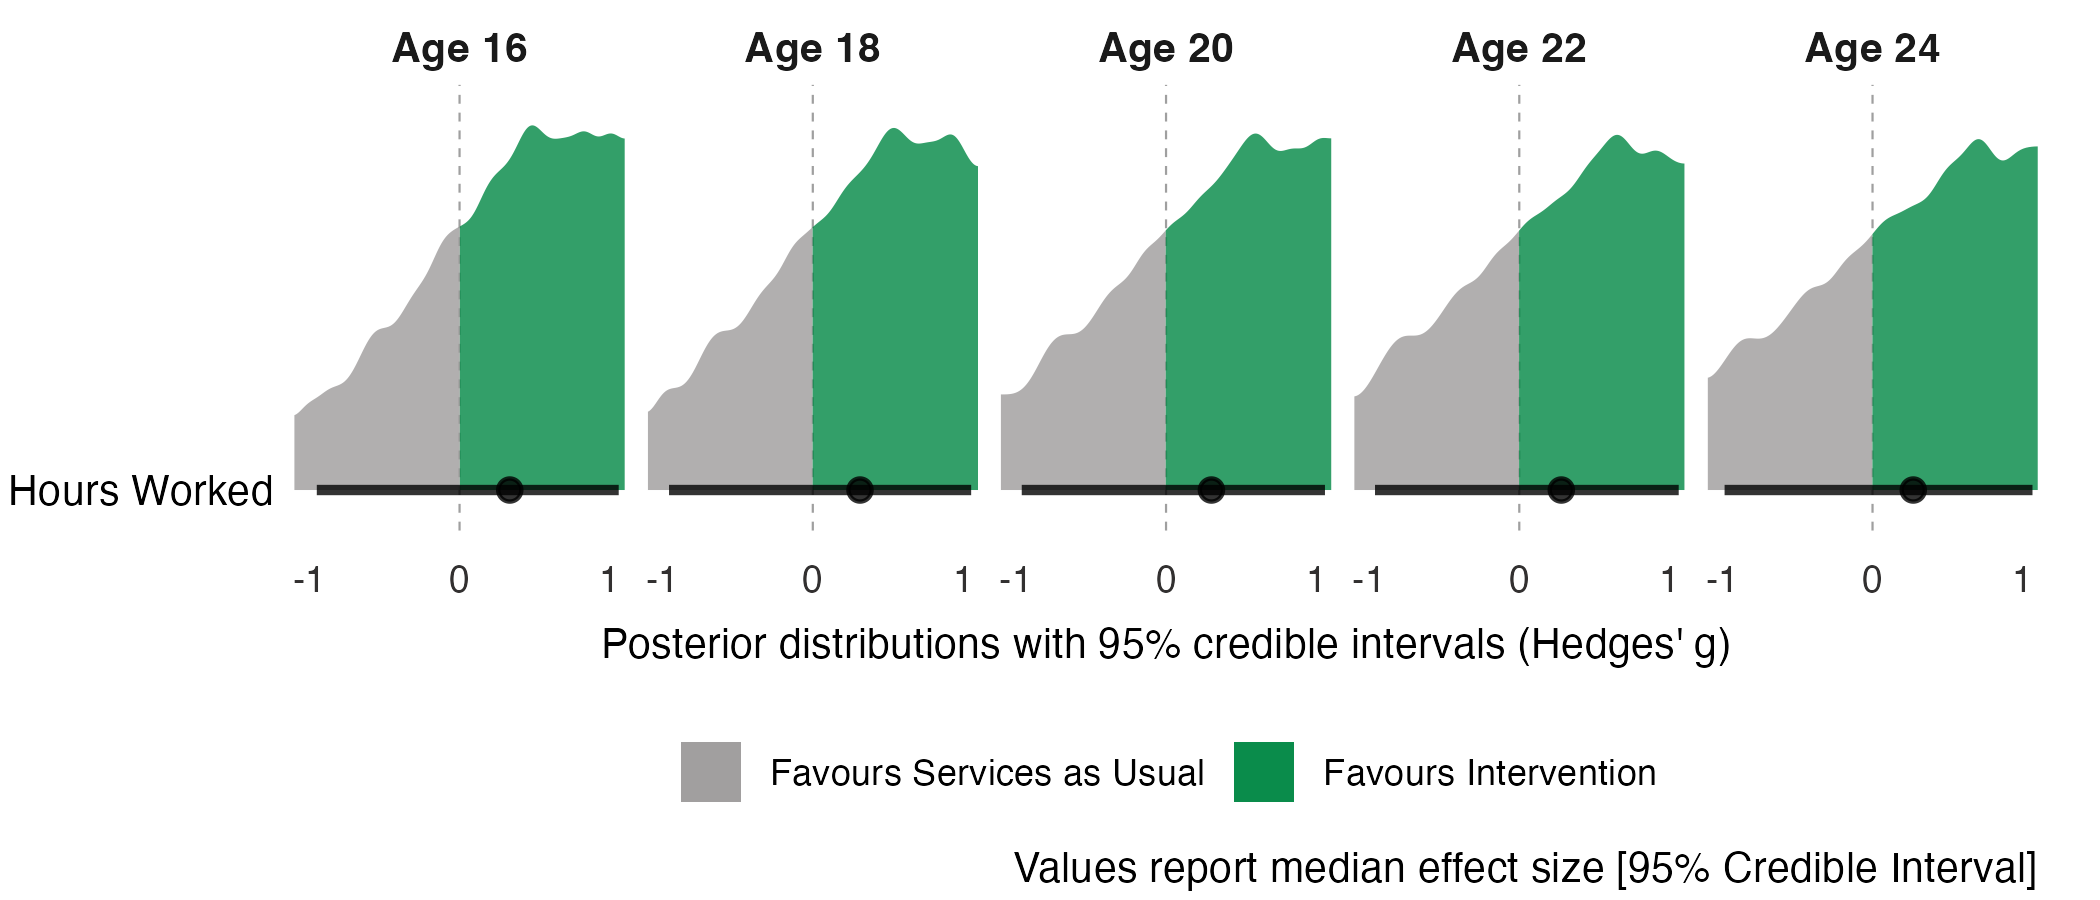 Age 16 Age 18 Age 20 Age 22 Age 24
Hours Worked
-1 0 1 -1 0 1 -1 0 1 -1 0 1 -1 0 1
Posterior distributions with 95% credible intervals (Hedges' g)
Favours Services as Usual Favours Intervention
Values report median effect size [95% Credible Interval]